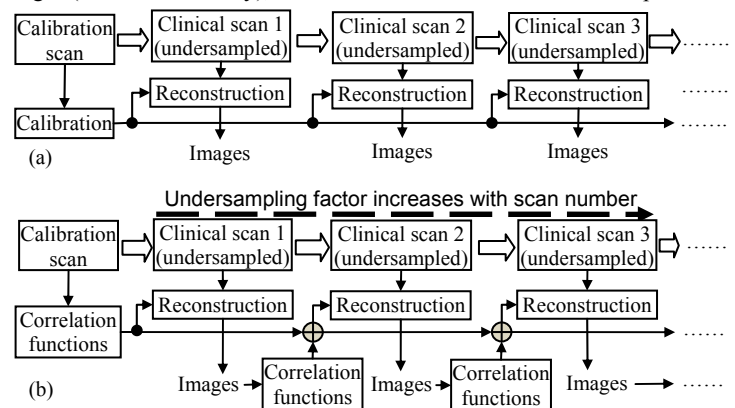 Calibration scan
Clinical scan 1 (undersampled)
Clinical scan 2 (undersampled)
Clinical scan 3 (undersampled)
.......
Reconstruction
Reconstruction
Reconstruction
.......
Calibration
.......
Images
Images
Images
(a)
Undersampling factor increases with scan number
Calibration scan
Clinical scan 1 (undersampled)
Clinical scan 2 (undersampled)
Clinical scan 3 (undersampled)
.......
Reconstruction
Reconstruction
Reconstruction
Correlation functions
.......
Images
Correlation functions
Images
Correlation functions
Images
.......
(b)